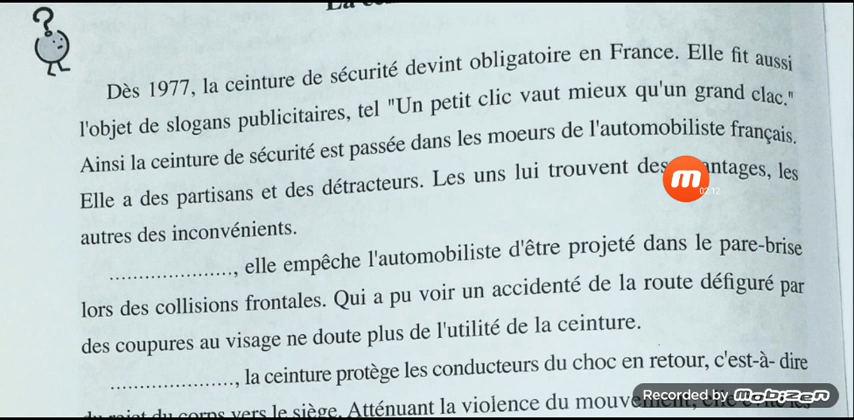 Dès 1977, la ceinture de sécurité devint obligatoire en France. Elle fit aussi
l'objet de slogans publicitaires, tel "Un petit clic vaut mieux qu'un grand clac."
Ainsi la ceinture de sécurité est passée dans les moeurs de l'automobiliste français.
Elle a des partisans et des détracteurs. Les uns lui trouvent des antages, les
02:12
autres des inconvénients.
...................., elle empêche l'automobiliste d'être projeté dans le pare-brise
lors des collisions frontales. Qui a pu voir un accidenté de la route défiguré par
des coupures au visage ne doute plus de l'utilité de la ceinture.
...................., la ceinture protège les conducteurs du choc en retour, c'est-à- dire
du rejet du corps vers le siège. Atténuant la violence du
Recorded by mobizen